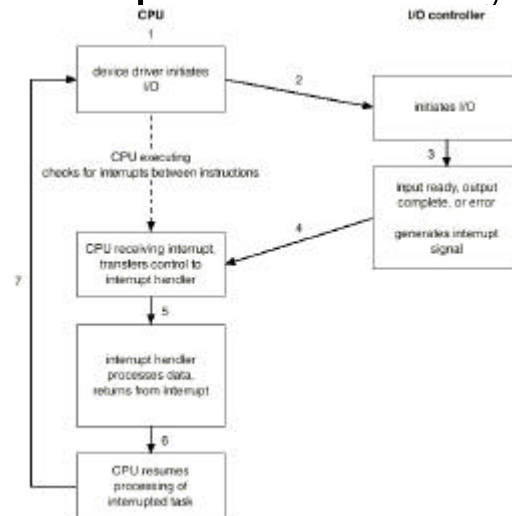 CPU
I/O controller
1
device driver initiates
I/O
2
initiates I/O
CPU executing
checks for interrupts between instructions
3
input ready, output
complete, or error
generates interrupt
signal
4
CPU receiving interrupt,
transfers control to
interrupt handler
7
5
interrupt handler
processes data,
returns from interrupt
6
CPU resumes
processing of
interrupted task